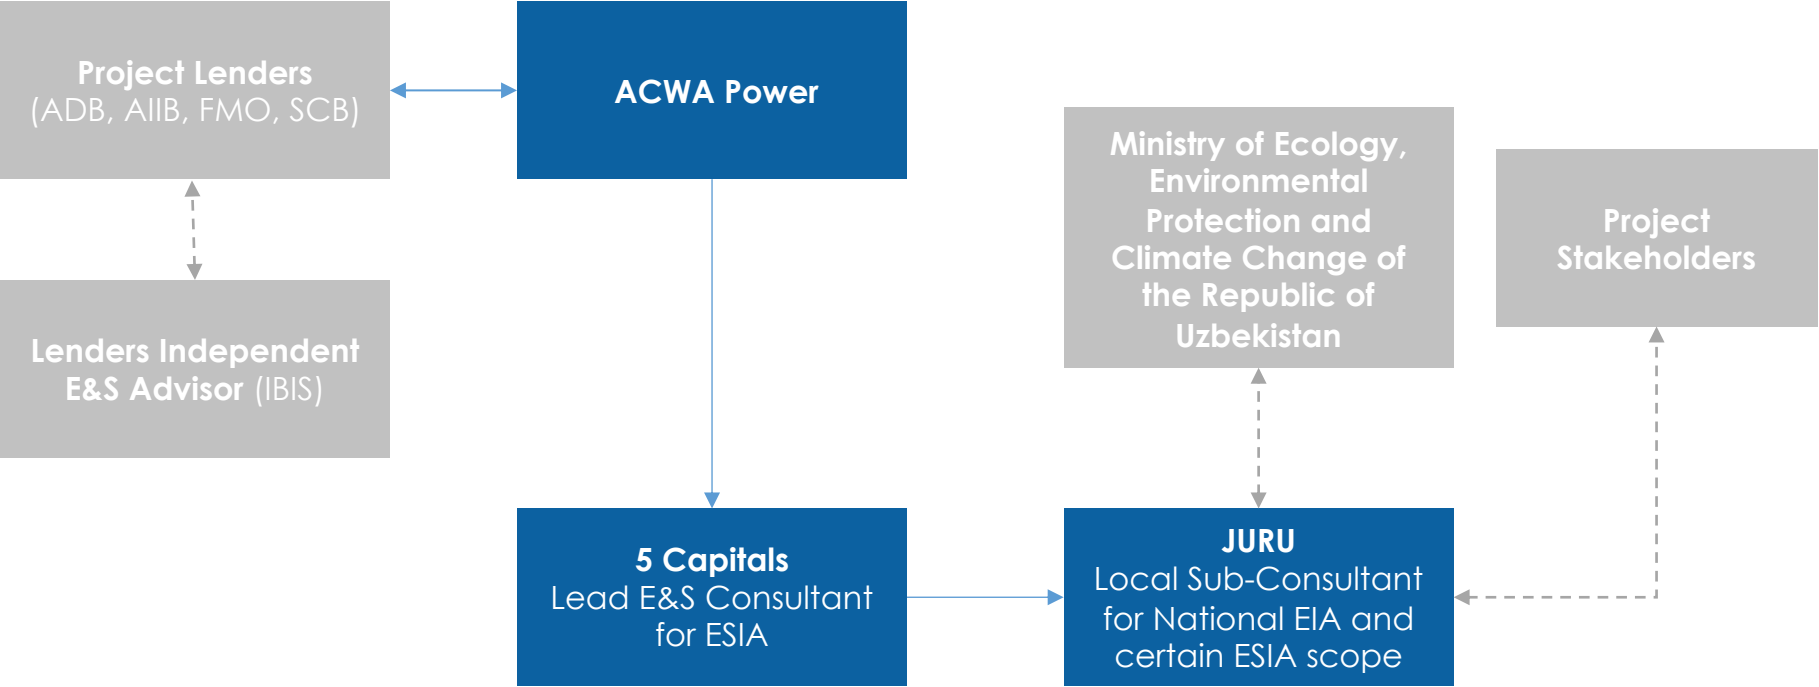 Project Lenders
(ADB, AIIB, FMO, SCB)
ACWA Power
Ministry of Ecology,
Environmental
Protection and
Climate Change of
the Republic of
Uzbekistan
Project
Stakeholders
Lenders Independent
E&S Advisor (IBIS)
5 Capitals
Lead E&S Consultant
for ESIA
JURU
Local Sub-Consultant
for National EIA and
certain ESIA scope